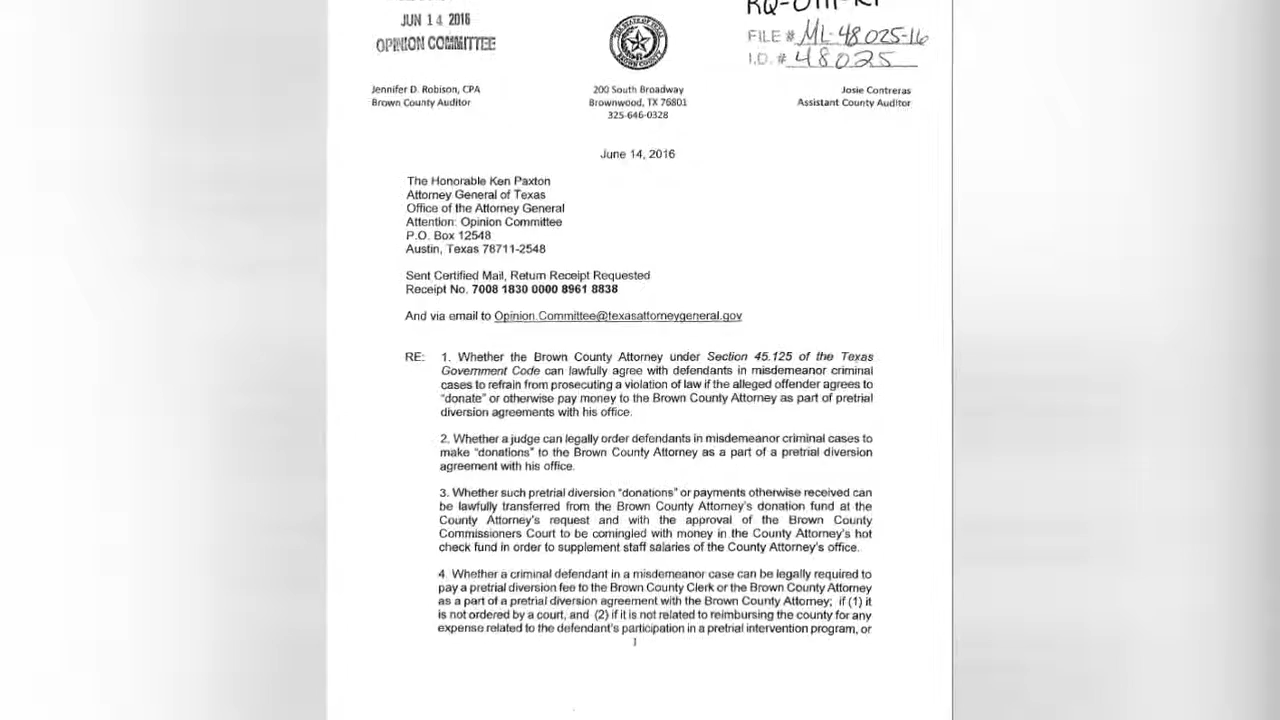 JUN 14 2016
OPINION COMMITTEE
FILE # ML-48025-16
I.D. # 48025
Jennifer D. Robison, CPA
Brown County Auditor
200 South Broadway
Brownwood, TX 76801
325-646-0328
Josie Contreras
Assistant County Auditor
June 14, 2016
The Honorable Ken Paxton
Attorney General of Texas
Office of the Attorney General
Attention: Opinion Committee
P.O. Box 12548
Austin, Texas 78711-2548
Sent Certified Mail, Return Receipt Requested
Receipt No. 7008 1830 0000 8961 8838
And via email to Opinion.Committee@texasattorneygeneral.gov
RE: 1. Whether the Brown County Attorney under Section 45.125 of the Texas
Government Code can lawfully agree with defendants in misdemeanor criminal
cases to refrain from prosecuting a violation of law if the alleged offender agrees to
"donate" or otherwise pay money to the Brown County Attorney as part of pretrial
diversion agreements with his office.
2. Whether a judge can legally order defendants in misdemeanor criminal cases to
make "donations" to the Brown County Attorney as a part of a pretrial diversion
agreement with his office.
3. Whether such pretrial diversion "donations" or payments otherwise received can
be lawfully transferred from the Brown County Attorney's donation fund at the
County Attorney's request and with the approval of the Brown County
Commissioners Court to be comingled with money in the County Attorney's hot
check fund in order to supplement staff salaries of the County Attorney's office.
4. Whether a criminal defendant in a misdemeanor case can be legally required to
pay a pretrial diversion fee to the Brown County Clerk or the Brown County Attorney
as a part of a pretrial diversion agreement with the Brown County Attorney; if (1) it
is not ordered by a court, and (2) if it is not related to reimbursing the county for any
expense related to the defendant's participation in a pretrial intervention program, or
1